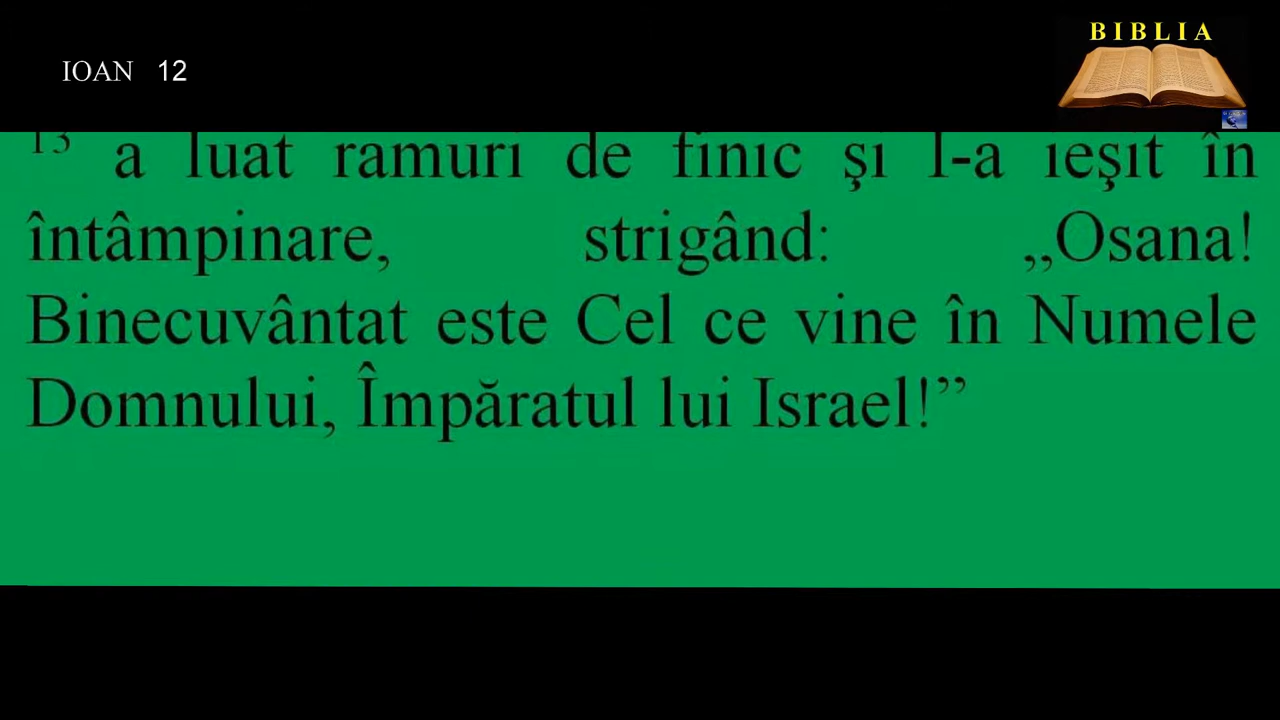 BIBLIA
IOAN 12
13 a luat ramuri de finic şi l-a ieşit în
întâmpinare, strigând: „Osana!
Binecuvântat este Cel ce vine în Numele
Domnului, Împăratul lui Israel!”